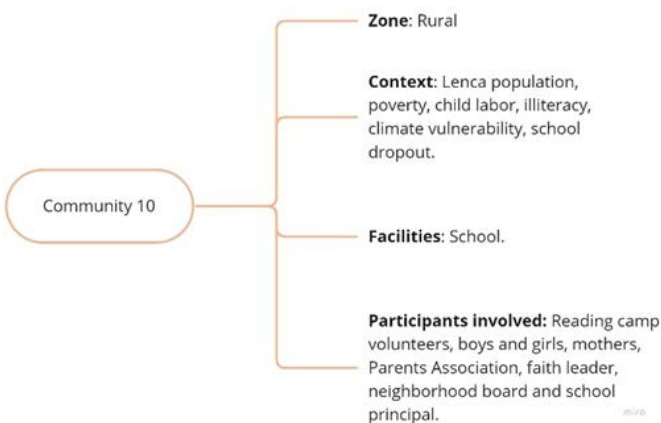 Community 10
Zone: Rural
Context: Lenca population,
poverty, child labor, illiteracy,
climate vulnerability, school
dropout.
Facilities: School.
Participants involved: Reading camp
volunteers, boys and girls, mothers,
Parents Association, faith leader,
neighborhood board and school
principal.
miro